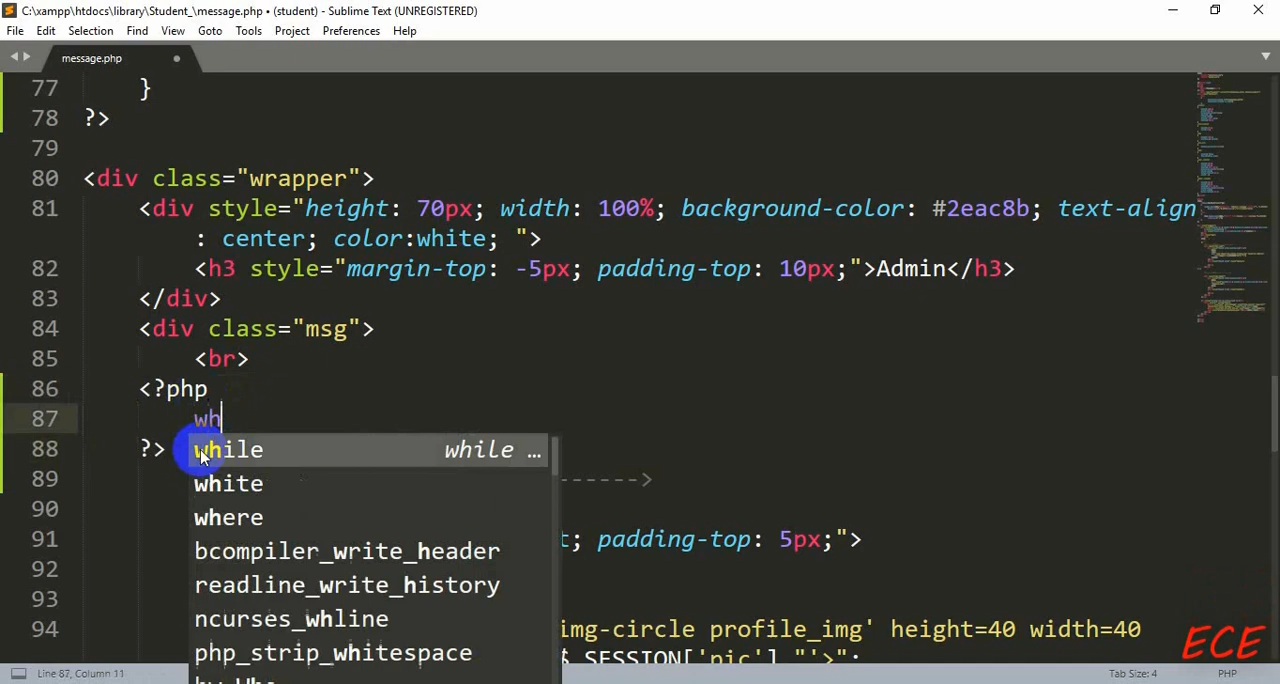 C:\xampp\htdocs\library\Student_\message.php • (student) - Sublime Text (UNREGISTERED)
File Edit Selection Find View Goto Tools Project Preferences Help
message.php
77 }
78 ?>
79
80 <div class="wrapper">
81 <div style="height: 70px; width: 100%; background-color: #2eac8b; text-align
: center; color:white; ">
82 <h3 style="margin-top: -5px; padding-top: 10px;">Admin</h3>
83 </div>
84 <div class="msg">
85 <br>
86 <?php
87 wh
88 ?>
while while …
white
89 ------>
where
90
bcompiler_write_header
91 t; padding-top: 5px;">
92
readline_write_history
93
ncurses_whline
94 img-circle profile_img' height=40 width=40
php_strip_whitespace
$_SESSION['pic']."'>";
ECE
Line 87, Column 11 Tab Size: 4 PHP